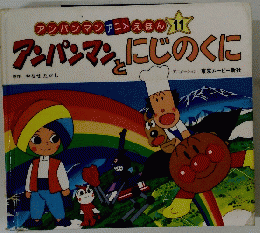 アンパンマンアニメえほん 11
アンパンマンとにじのくに
原作 やなせたかし
東京ムービー新社